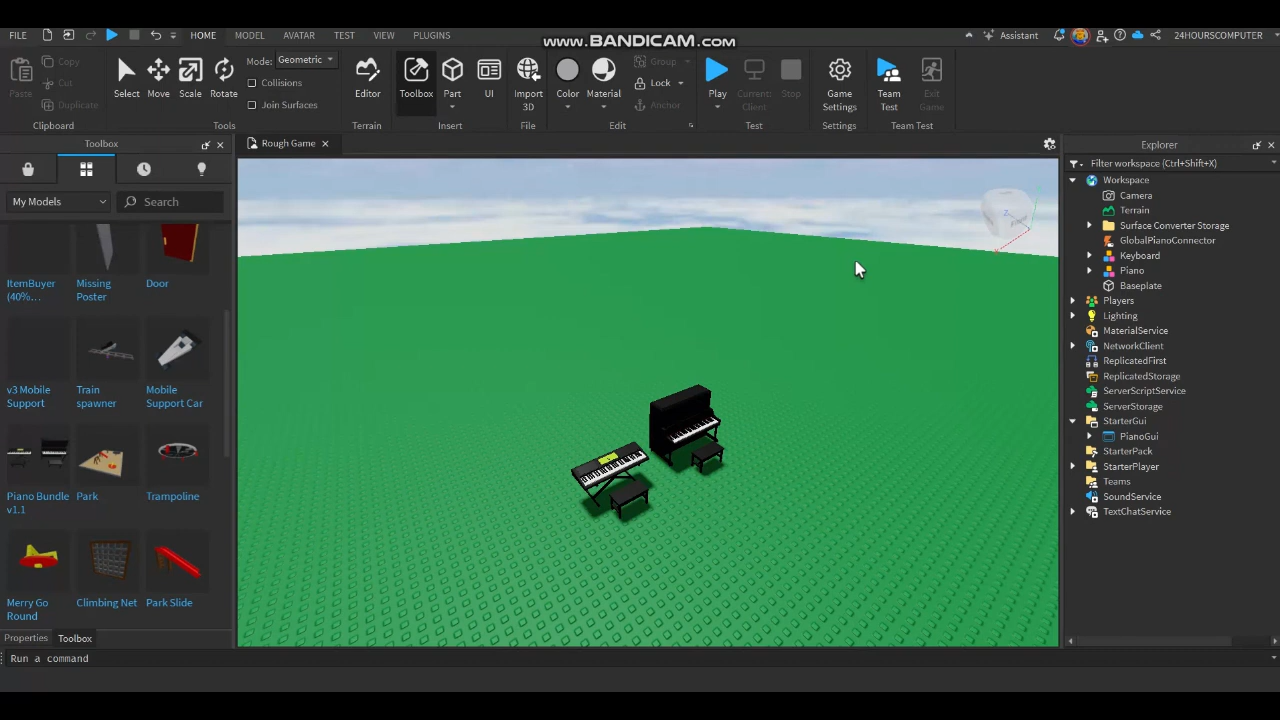 FILE HOME MODEL AVATAR TEST VIEW PLUGINS Assistant 24HOURSCOMPUTER
www.BANDICAM.com
Paste Copy Cut Duplicate
Clipboard
Select Move Scale Rotate
Mode: Geometric
Collisions
Join Surfaces
Tools
Editor
Terrain
Toolbox Part UI
Insert
Import
3D
File
Color Material Group Lock Anchor
Edit
Play Current:
Client Stop
Test
Game
Settings
Settings
Team
Test Exit
Game
Team Test
Toolbox
My Models Search
ItemBuyer
(40%...
Missing
Poster
Door
v3 Mobile
Support
Train
spawner
Mobile
Support Car
Piano Bundle
v1.1
Park
Trampoline
Merry Go
Round
Climbing Net
Park Slide
Properties Toolbox
Run a command
Rough Game
Explorer
Filter workspace (Ctrl+Shift+X)
Workspace
Camera
Terrain
Surface Converter Storage
GlobalPianoConnector
Keyboard
Piano
Baseplate
Players
Lighting
MaterialService
NetworkClient
ReplicatedFirst
ReplicatedStorage
ServerScriptService
ServerStorage
StarterGui
PianoGui
StarterPack
StarterPlayer
Teams
SoundService
TextChatService